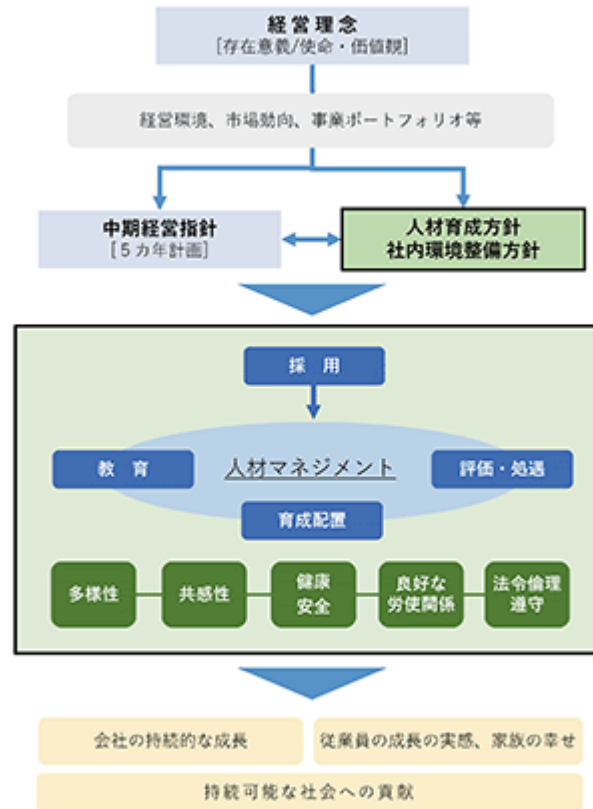 経営理念
[存在意義/使命・価値観]
経営環境、市場動向、事業ポートフォリオ等
中期経営指針
[5カ年計画]
人材育成方針
社内環境整備方針
採 用
教 育
人材マネジメント
評価・処遇
育成配置
多様性
共感性
健康
安全
良好な
労使関係
法令倫理
遵守
会社の持続的な成長
従業員の成長の実感、家族の幸せ
持続可能な社会への貢献